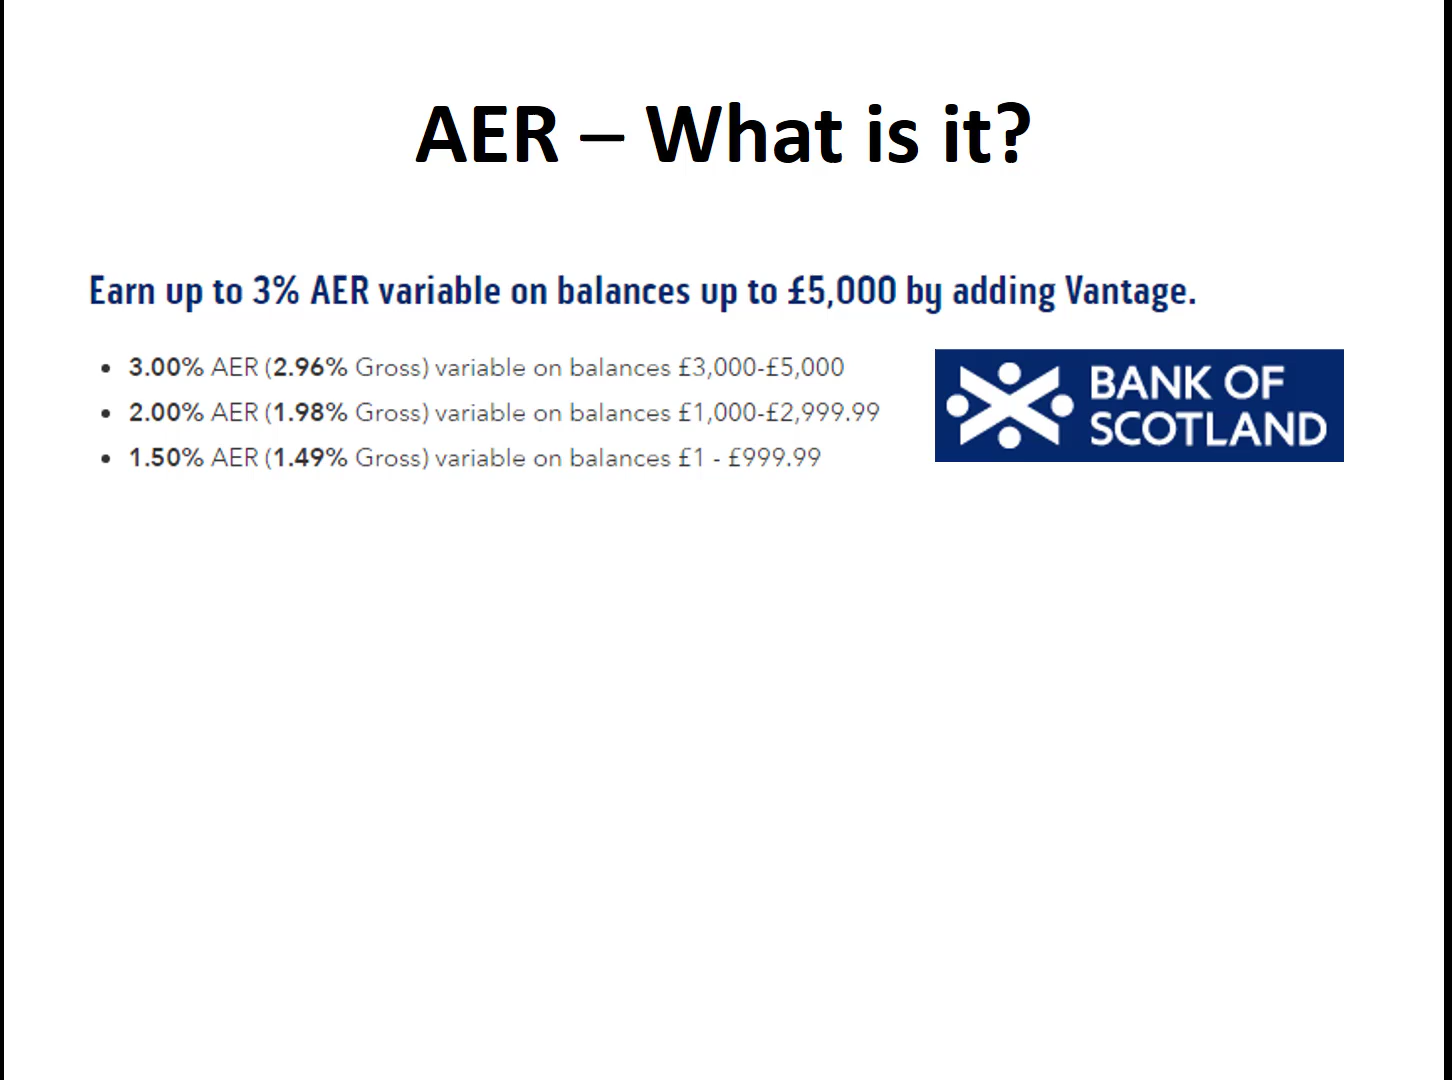 AER – What is it?
Earn up to 3% AER variable on balances up to £5,000 by adding Vantage.
• 3.00% AER (2.96% Gross) variable on balances £3,000-£5,000
• 2.00% AER (1.98% Gross) variable on balances £1,000-£2,999.99
• 1.50% AER (1.49% Gross) variable on balances £1 - £999.99
BANK OF
SCOTLAND